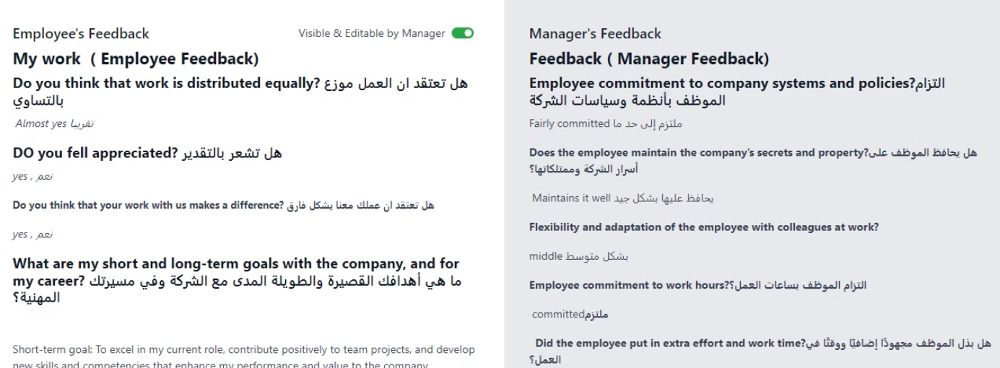 Employee's Feedback
Visible & Editable by Manager
My work ( Employee Feedback)
Do you think that work is distributed equally? هل تعتقد ان العمل موزع
بالتساوي
Almost yes تقريبا
DO you fell appreciated? هل تشعر بالتقدير
yes , نعم
Do you think that your work with us makes a difference? هل تعتقد ان عملك معنا يشكل فارق
yes , نعم
What are my short and long-term goals with the company, and for
my career? ما هي أهدافك القصيرة والطويلة المدى مع الشركة وفي مسيرتك
المهنية؟
Short-term goal: To excel in my current role, contribute positively to team projects, and develop
new skills and competencies that enhance my performance and value to the company.
Manager's Feedback
Feedback ( Manager Feedback)
Employee commitment to company systems and policies?التزام
الموظف بأنظمة وسياسات الشركة
Fairly committed ملتزم إلى حد ما
Does the employee maintain the company’s secrets and property?هل يحافظ الموظف على
أسرار الشركة وممتلكاتها؟
Maintains it well يحافظ عليها بشكل جيد
Flexibility and adaptation of the employee with colleagues at work?
middle بشكل متوسط
Employee commitment to work hours?التزام الموظف بساعات العمل؟
committedملتزم
Did the employee put in extra effort and work time?هل بذل الموظف مجهودًا إضافيًا ووقتًا في
العمل؟